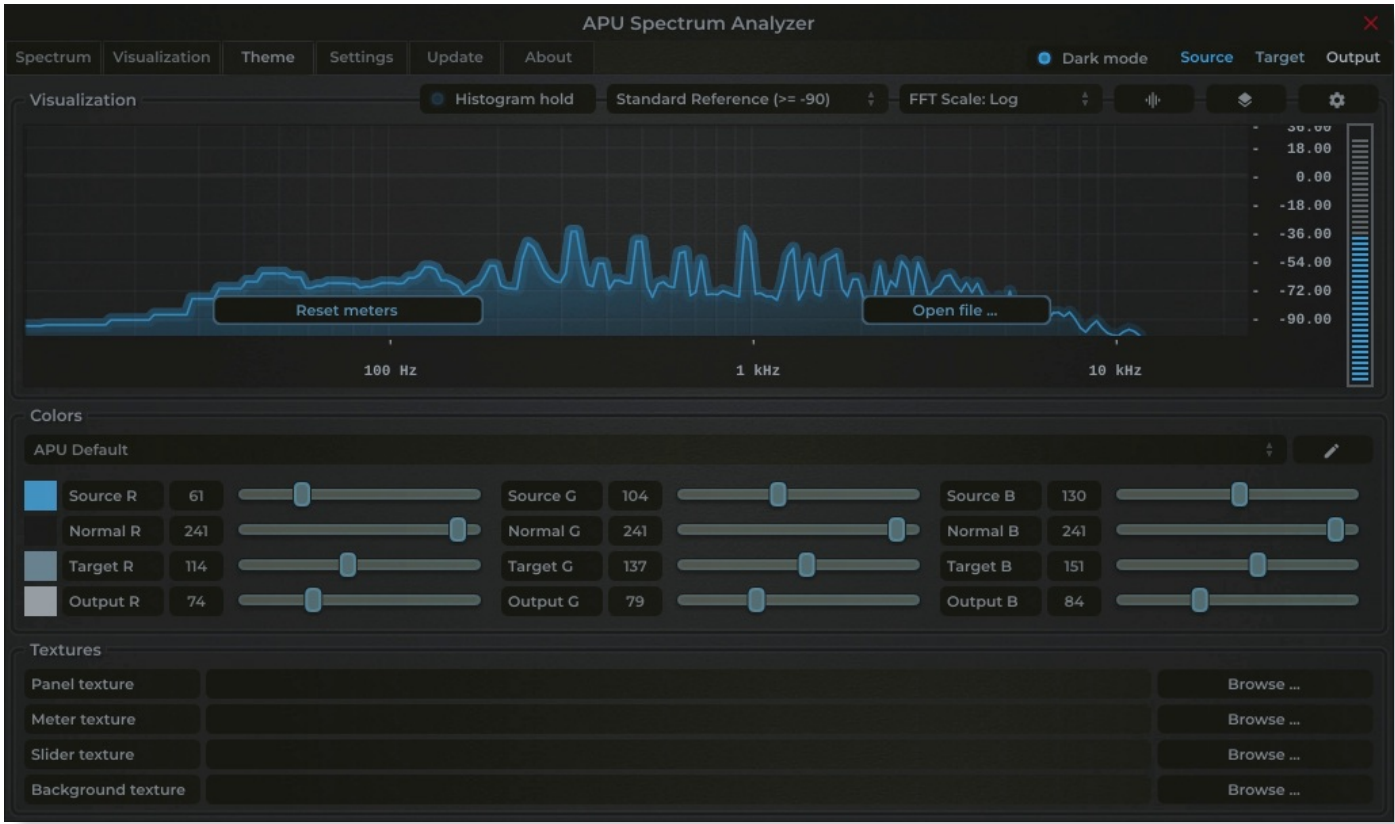 APU Spectrum Analyzer
Spectrum Visualization Theme Settings Update About Dark mode Source Target Output
Visualization Histogram hold Standard Reference (>= -90) FFT Scale: Log
36.00
18.00
0.00
-18.00
-36.00
-54.00
-72.00
-90.00
Reset meters Open file ...
100 Hz 1 kHz 10 kHz
Colors
APU Default
Source R 61 Source G 104 Source B 130
Normal R 241 Normal G 241 Normal B 241
Target R 114 Target G 137 Target B 151
Output R 74 Output G 79 Output B 84
Textures
Panel texture Browse ...
Meter texture Browse ...
Slider texture Browse ...
Background texture Browse ...